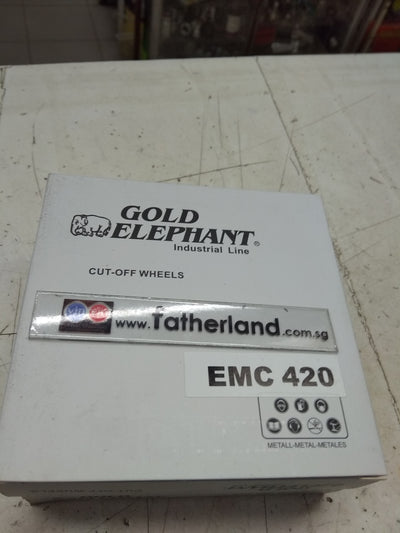 GOLD
ELEPHANT®
Industrial Line
CUT-OFF WHEELS
www.fatherland.com.sg
EMC 420
METALL-METAL-METALES